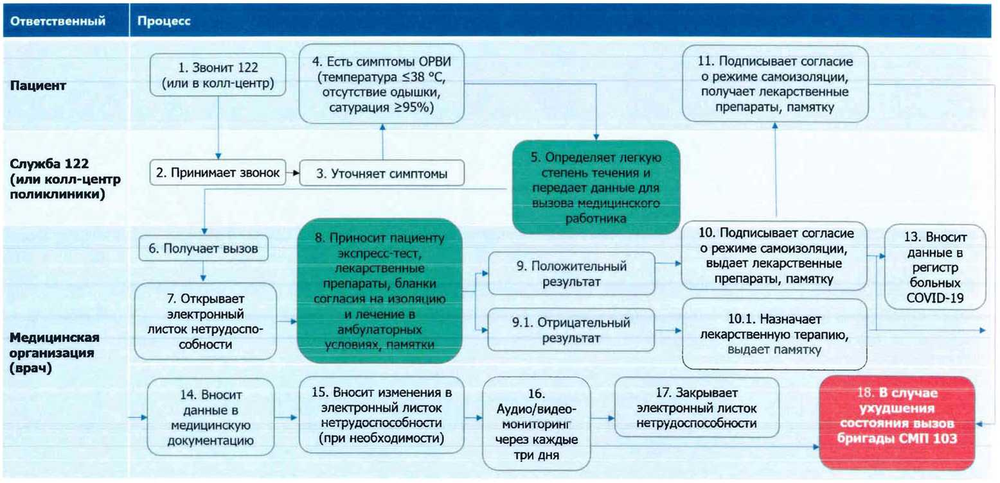 Ответственный
Процесс
Пациент
1. Звонит 122
(или в колл-центр)
4. Есть симптомы ОРВИ
(температура ≤38 °С,
отсутствие одышки,
сатурация ≥95%)
11. Подписывает согласие
о режиме самоизоляции,
получает лекарственные
препараты, памятку
Служба 122
(или колл-центр
поликлиники)
2. Принимает звонок
3. Уточняет симптомы
5. Определяет легкую
степень течения и
передает данные для
вызова медицинского
работника
Медицинская
организация
(врач)
6. Получает вызов
7. Открывает
электронный
листок нетрудоспо-
собности
8. Приносит пациенту
экспресс-тест,
лекарственные
препараты, бланки
согласия на изоляцию
и лечение в
амбулаторных
условиях, памятки
9. Положительный
результат
9.1. Отрицательный
результат
10. Подписывает согласие
о режиме самоизоляции,
выдает лекарственные
препараты, памятку
10.1. Назначает
лекарственную терапию,
выдает памятку
13. Вносит
данные в
регистр
больных
COVID-19
14. Вносит
данные в
медицинскую
документацию
15. Вносит изменения в
электронный листок
нетрудоспособности
(при необходимости)
16.
Аудио/видео-
мониторинг
через каждые
три дня
17. Закрывает
электронный листок
нетрудоспособности
18. В случае
ухудшения
состояния вызов
бригады СМП 103